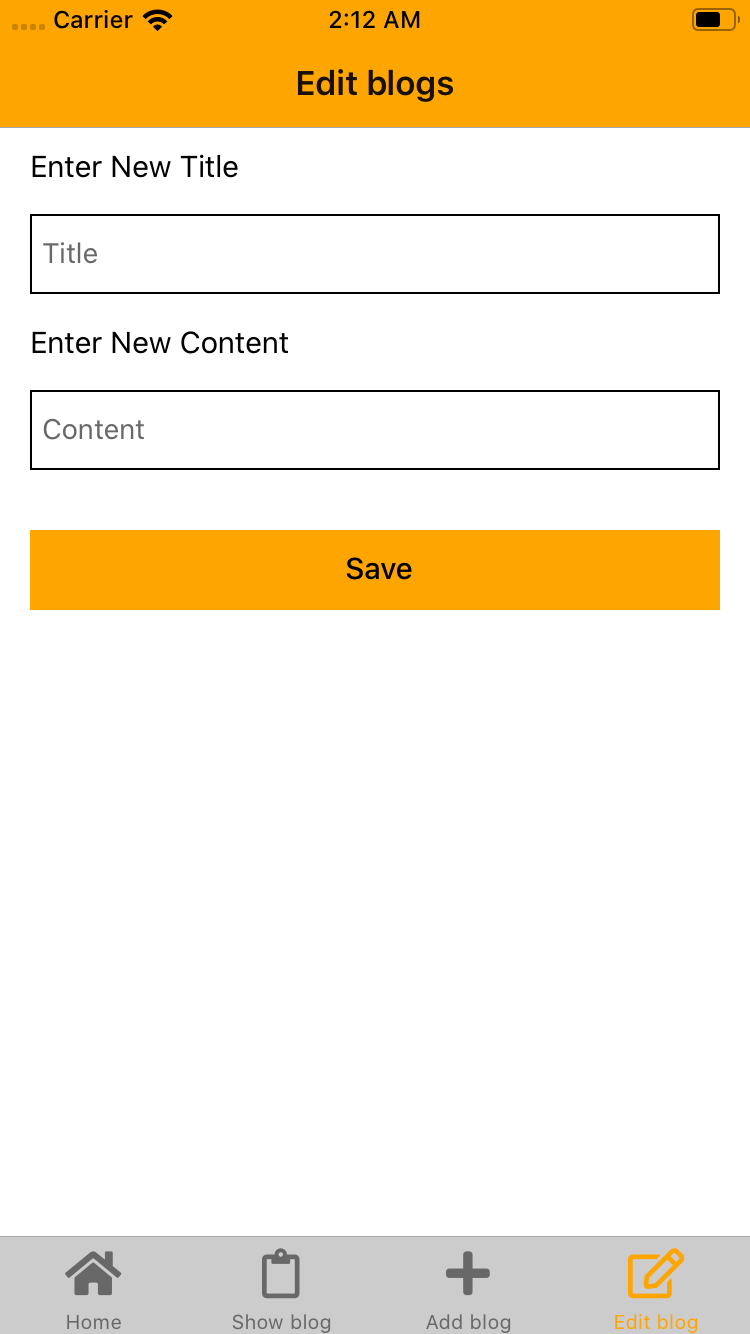 Carrier 2:12 AM
Edit blogs
Enter New Title
Title
Enter New Content
Content
Save
Home Show blog Add blog Edit blog